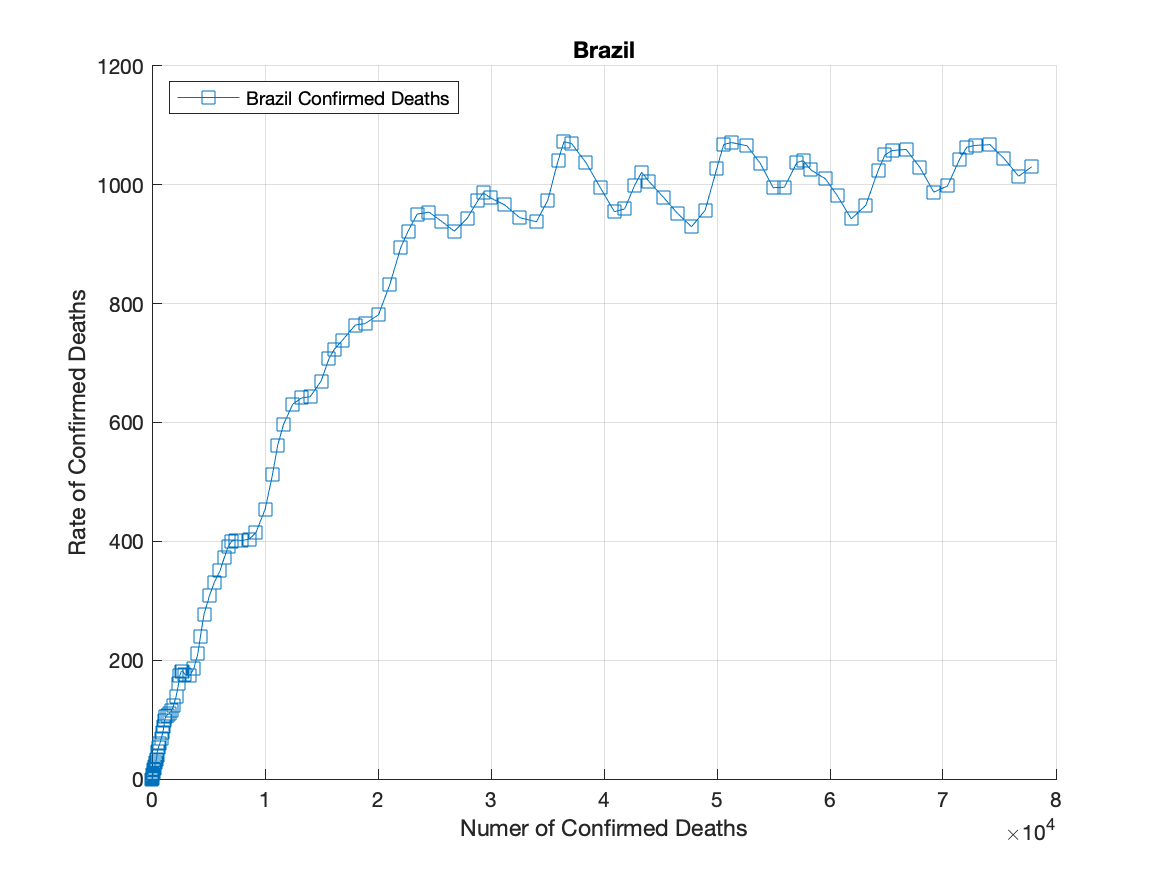 Brazil
Brazil Confirmed Deaths
1200
1000
800
600
400
200
0
Rate of Confirmed Deaths
0 1 2 3 4 5 6 7 8
Numer of Confirmed Deaths
×10^4